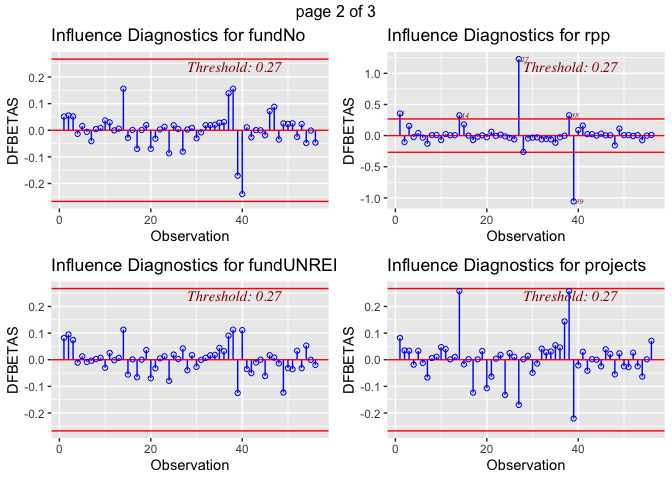 page 2 of 3
Influence Diagnostics for fundNo
Threshold: 0.27
0.2
0.1
0.0
-0.1
-0.2
DFBETAS
0
20
40
Observation
Influence Diagnostics for rpp
Threshold: 0.27
1.0
0.5
0.0
-0.5
-1.0
DFBETAS
27
14
38
39
0
20
40
Observation
Influence Diagnostics for fundUNREI
Threshold: 0.27
0.2
0.1
0.0
-0.1
-0.2
DFBETAS
0
20
40
Observation
Influence Diagnostics for projects
Threshold: 0.27
0.2
0.1
0.0
-0.1
-0.2
DFBETAS
0
20
40
Observation